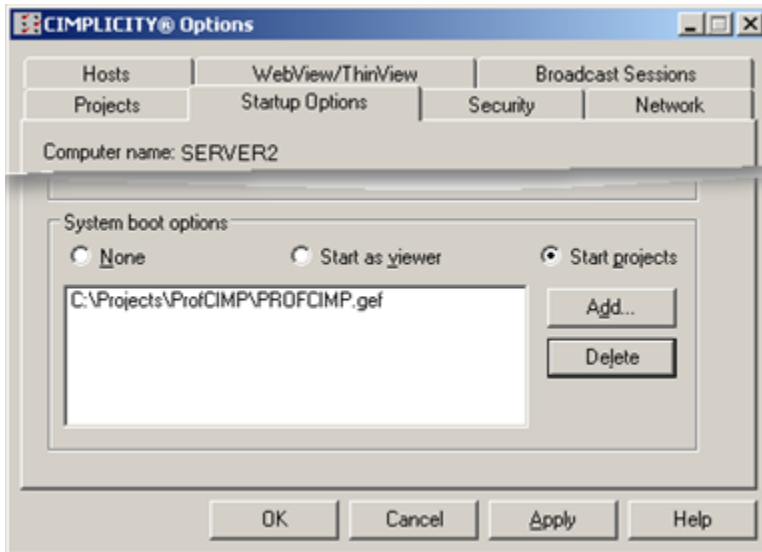 CIMPLICITY® Options
Hosts WebView/ThinView Broadcast Sessions
Projects Startup Options Security Network
Computer name: SERVER2
System boot options
None Start as viewer Start projects
C:\Projects\ProfCIMP\PROFCIMP.gef
Add...
Delete
OK Cancel Apply Help